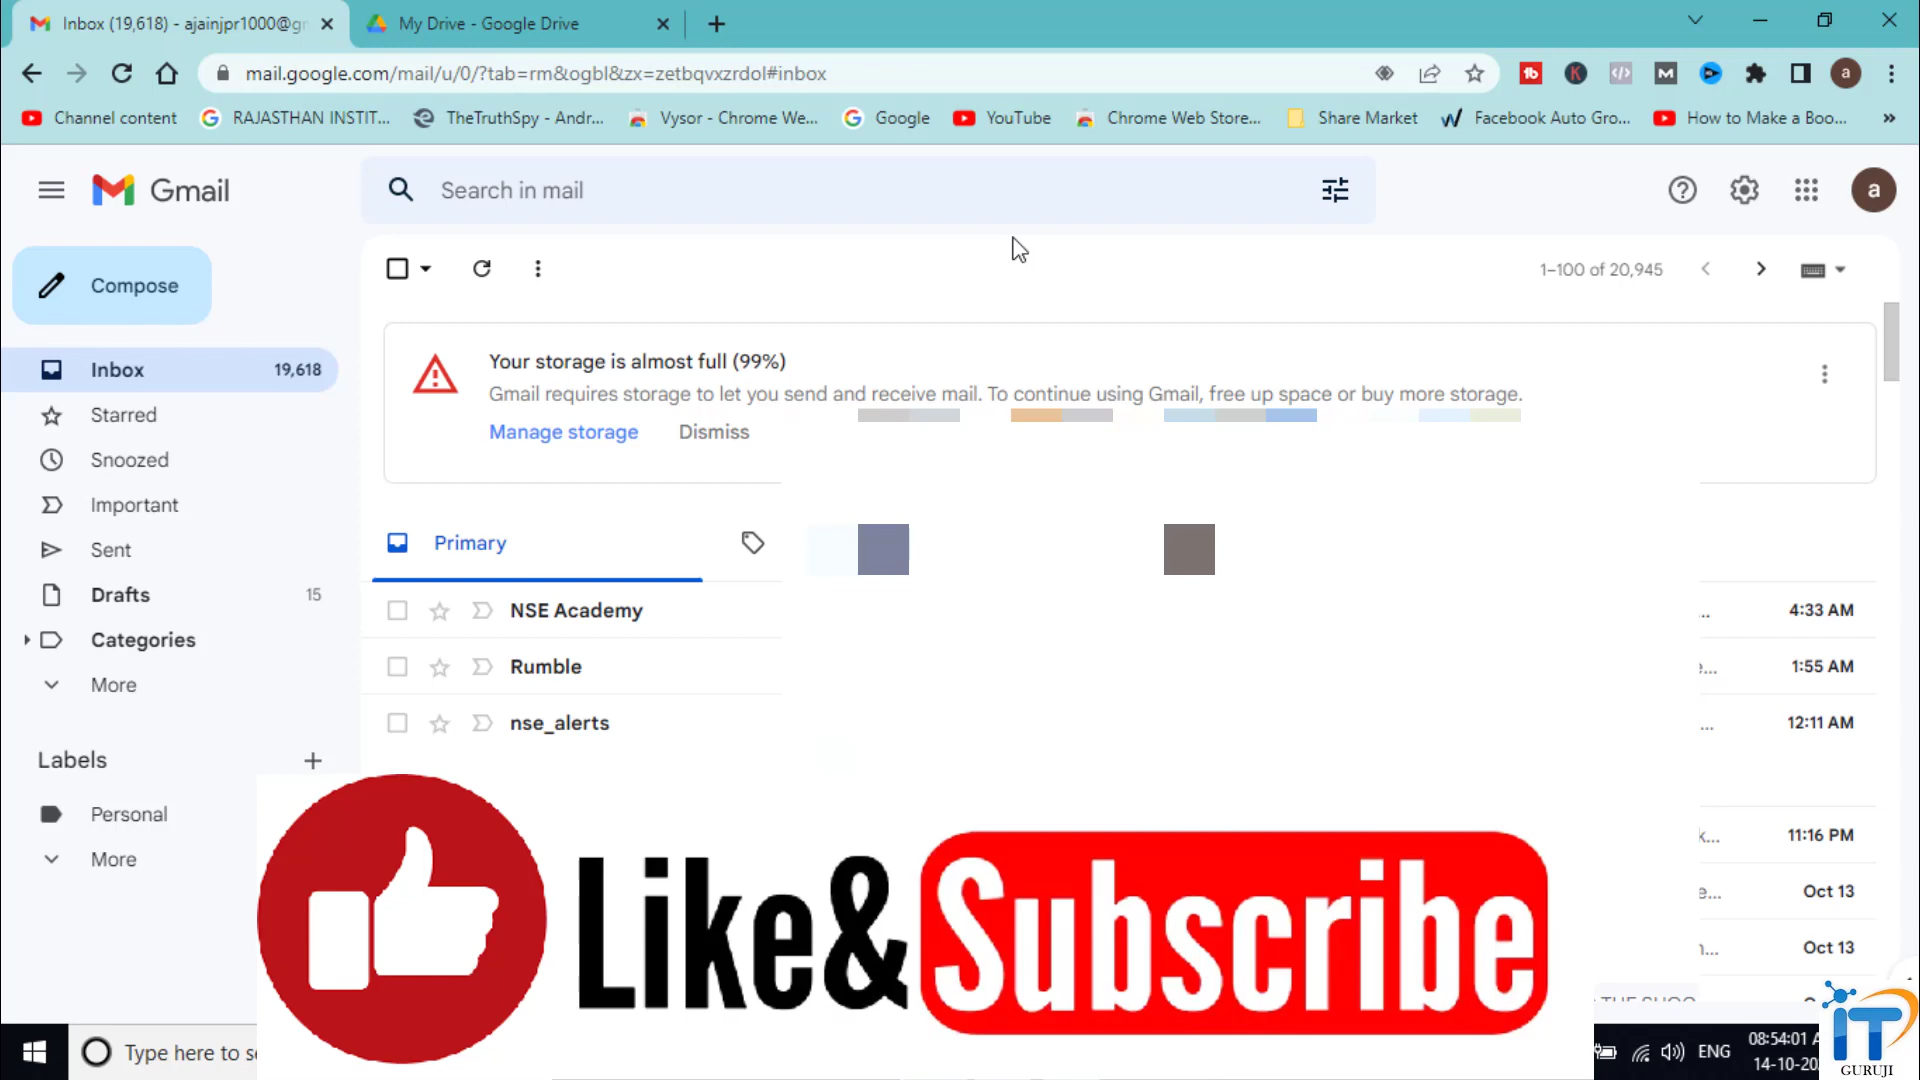 Inbox (19,618) - ajainjpr1000@gr
My Drive - Google Drive
mail.google.com/mail/u/0/?tab=rm&ogbl&zx=zetbqvxzrdol#inbox
a
Channel content
RAJASTHAN INSTIT...
TheTruthSpy - Andr...
Vysor - Chrome We...
Google
YouTube
Chrome Web Store...
Share Market
Facebook Auto Gro...
How to Make a Boo...
Gmail
Search in mail
a
Compose
1–100 of 20,945
Inbox 19,618
Starred
Snoozed
Important
Sent
Drafts 15
Categories
More
Labels
Personal
More
Your storage is almost full (99%)
Gmail requires storage to let you send and receive mail. To continue using Gmail, free up space or buy more storage.
Manage storage Dismiss
Primary
NSE Academy 4:33 AM
Rumble 1:55 AM
nse_alerts 12:11 AM
11:16 PM
Oct 13
Oct 13
Like& Subscribe
Type here to s
ENG
08:54:01
14-10-20
iT
GURUJI